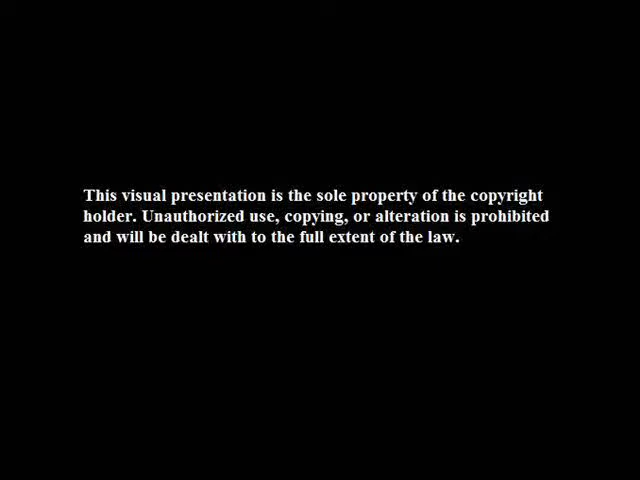 This visual presentation is the sole property of the copyright
holder. Unauthorized use, copying, or alteration is prohibited
and will be dealt with to the full extent of the law.